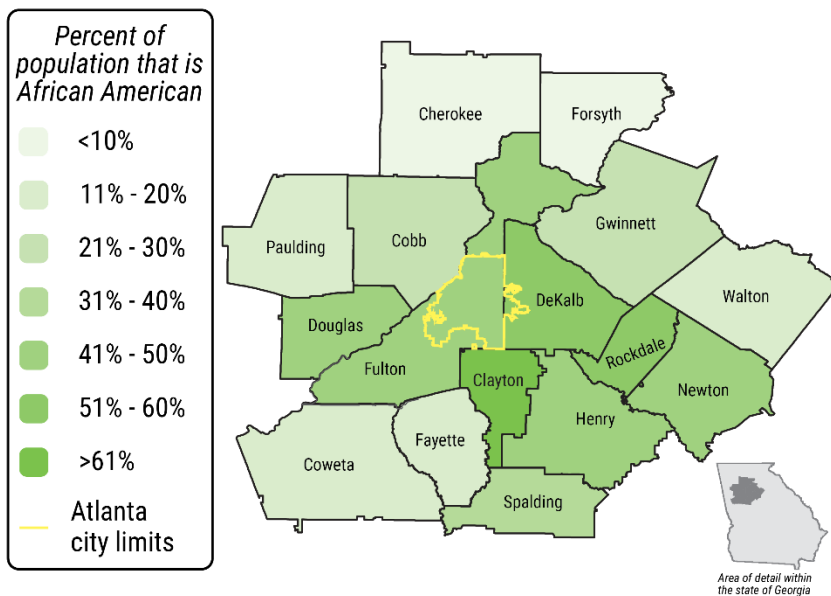 Percent of
population that is
African American
<10%
11% - 20%
21% - 30%
31% - 40%
41% - 50%
51% - 60%
>61%
Atlanta
city limits
Cherokee
Forsyth
Paulding
Cobb
Gwinnett
Douglas
DeKalb
Walton
Fulton
Clayton
Rockdale
Newton
Henry
Coweta
Fayette
Spalding
Area of detail within
the state of Georgia